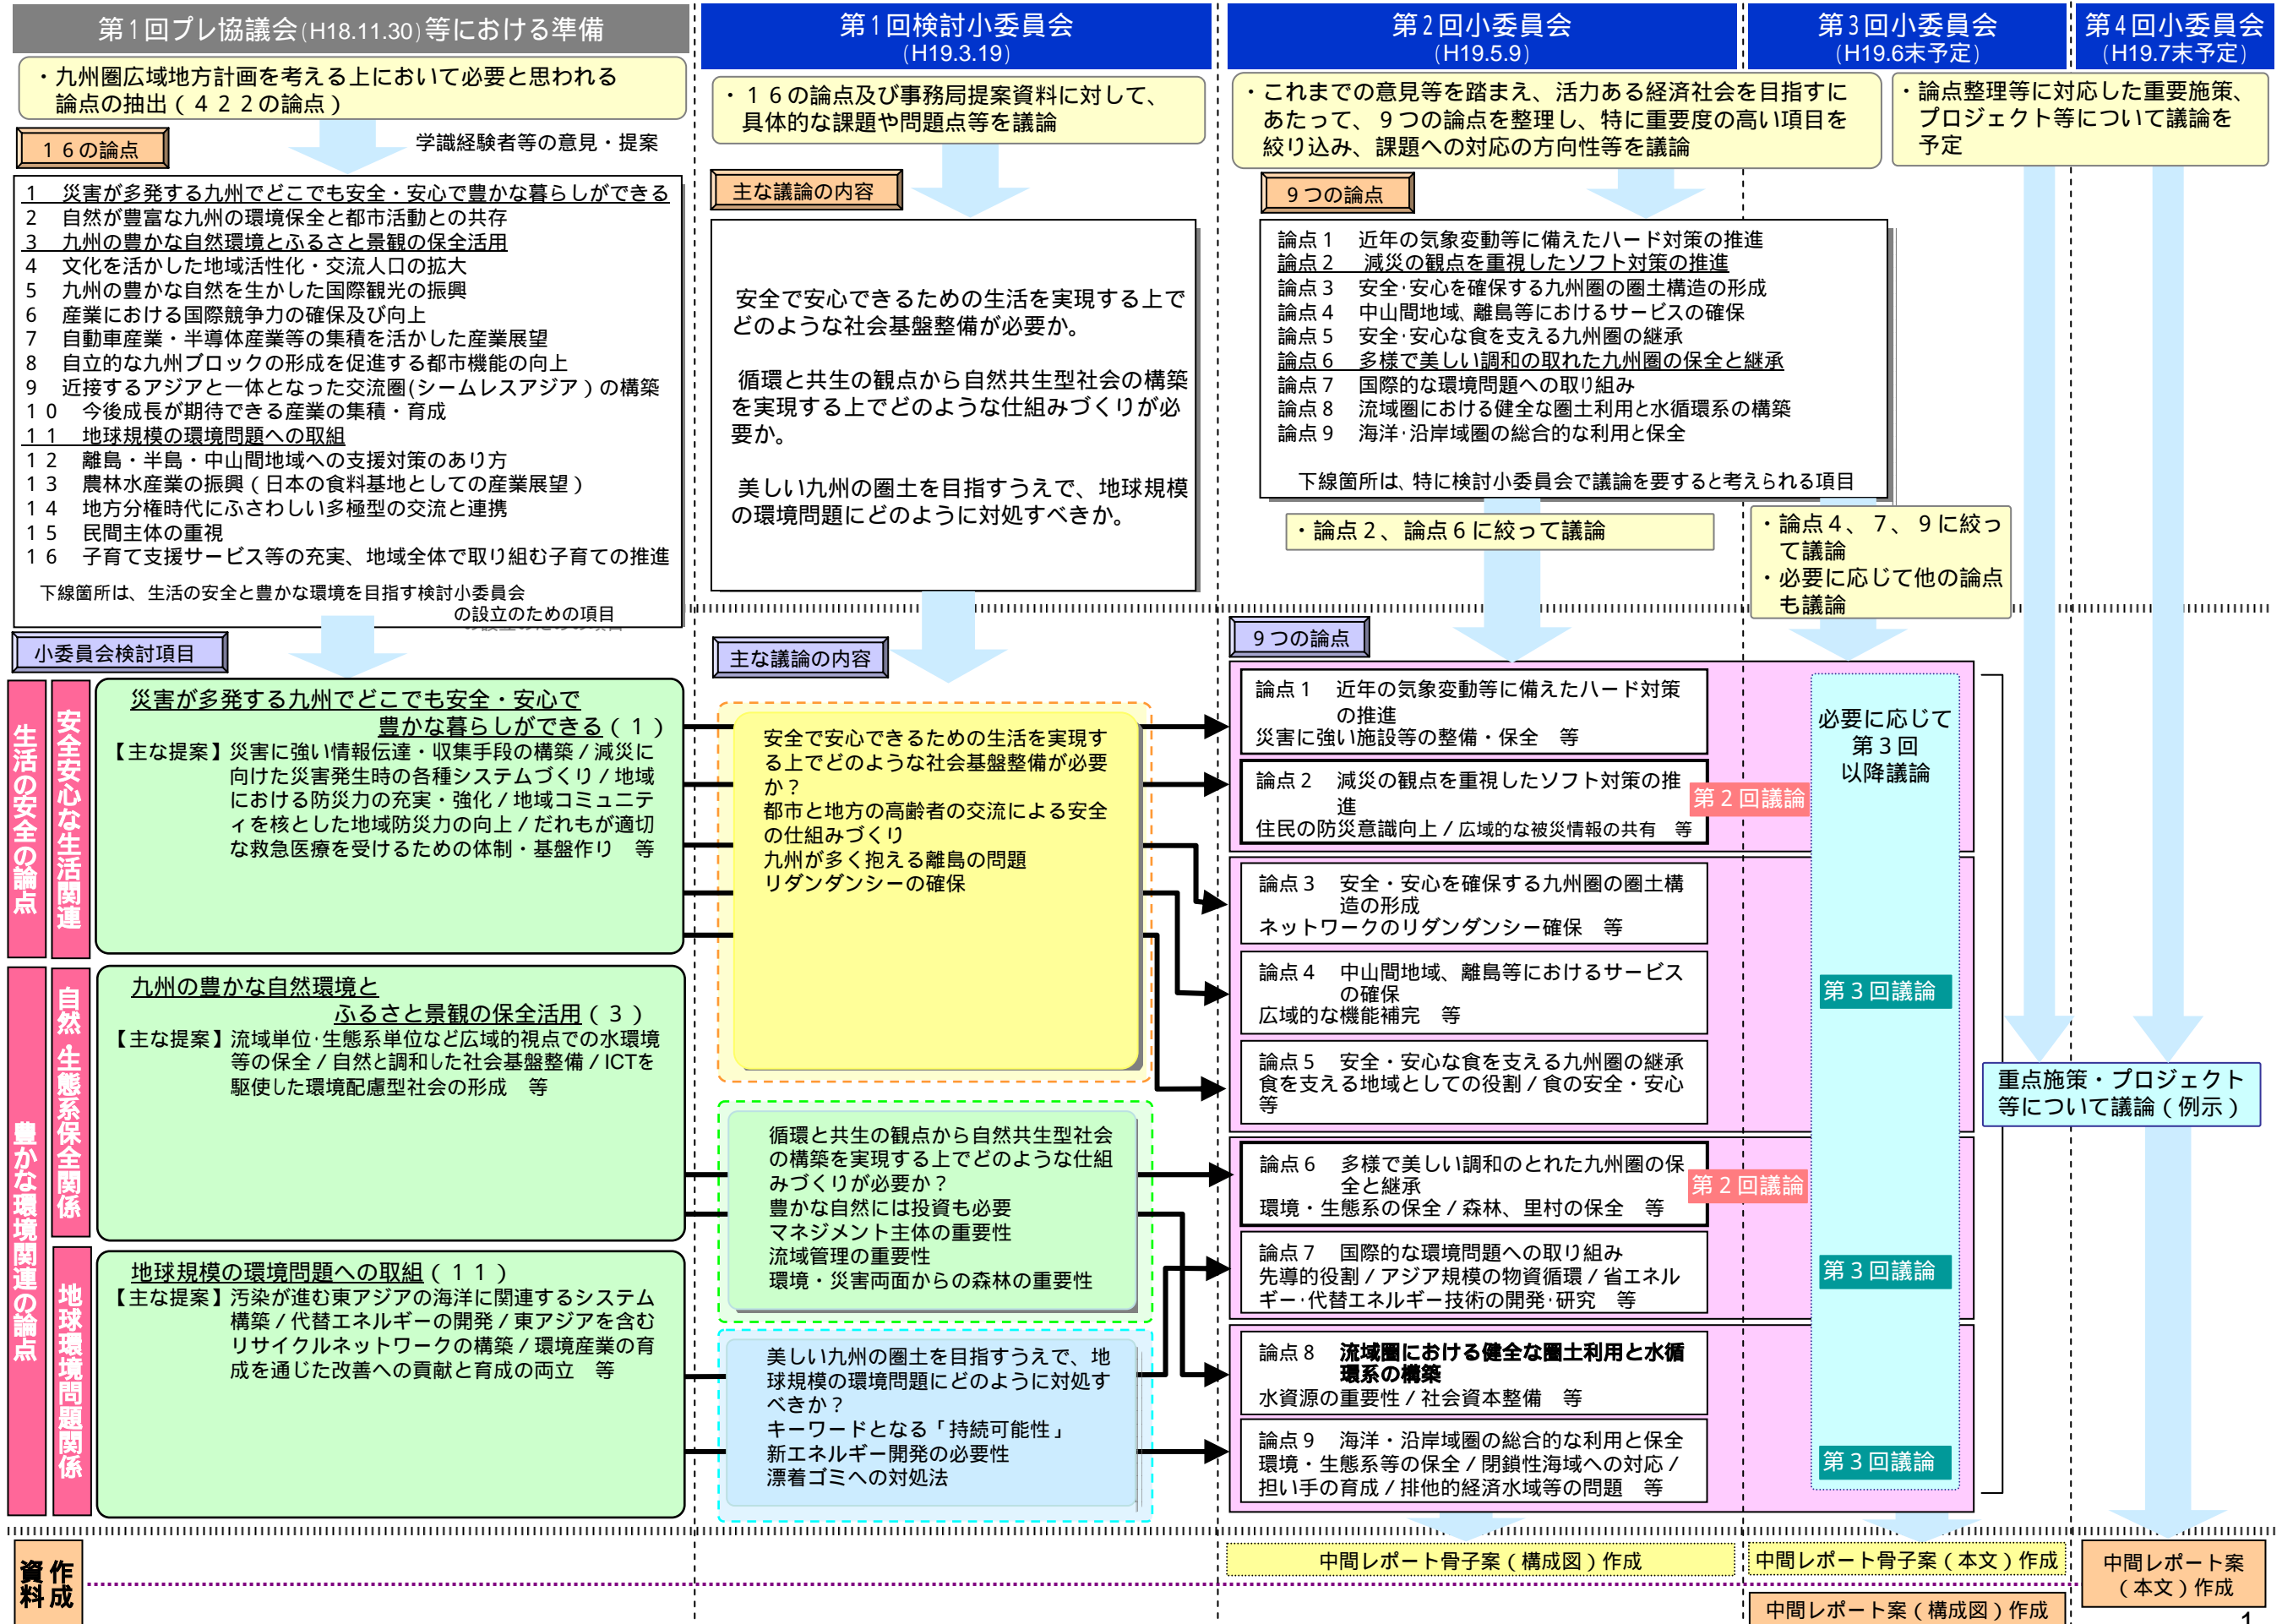 第１回プレ協議会(H18.11.30)等における準備
・九州圏広域地方計画を考える上において必要と思われる
論点の抽出（４２２の論点）
１６の論点
学識経験者等の意見・提案
１　災害が多発する九州でどこでも安全・安心で豊かな暮らしができる
２　自然が豊富な九州の環境保全と都市活動との共存
３　九州の豊かな自然環境とふるさと景観の保全活用
４　文化を活かした地域活性化・交流人口の拡大
５　九州の豊かな自然を生かした国際観光の振興
６　産業における国際競争力の確保及び向上
７　自動車産業・半導体産業等の集積を活かした産業展望
８　自立的な九州ブロックの形成を促進する都市機能の向上
９　近接するアジアと一体となった交流圏(シームレスアジア）の構築
１０　今後成長が期待できる産業の集積・育成
１１　地球規模の環境問題への取組
１２　離島・半島・中山間地域への支援対策のあり方
１３　農林水産業の振興（日本の食料基地としての産業展望）
１４　地方分権時代にふさわしい多極型の交流と連携
１５　民間主体の重視
１６　子育て支援サービス等の充実、地域全体で取り組む子育ての推進
下線箇所は、生活の安全と豊かな環境を目指す検討小委員会
の設立のための項目
第１回検討小委員会
(H19.3.19)
・１６の論点及び事務局提案資料に対して、
具体的な課題や問題点等を議論
主な議論の内容
安全で安心できるための生活を実現する上で
どのような社会基盤整備が必要か。
循環と共生の観点から自然共生型社会の構築
を実現する上でどのような仕組みづくりが必
要か。
美しい九州の圏土を目指すうえで、地球規模
の環境問題にどのように対処すべきか。
第２回小委員会
(H19.5.9)
第３回小委員会
(H19.6末予定)
第４回小委員会
(H19.7末予定)
・これまでの意見等を踏まえ、活力ある経済社会を目指すに
あたって、９つの論点を整理し、特に重要度の高い項目を
絞り込み、課題への対応の方向性等を議論
・論点整理等に対応した重要施策、
プロジェクト等について議論を
予定
９つの論点
論点１　近年の気象変動等に備えたハード対策の推進
論点２　減災の観点を重視したソフト対策の推進
論点３　安全・安心を確保する九州圏の圏土構造の形成
論点４　中山間地域、離島等におけるサービスの確保
論点５　安全・安心な食を支える九州圏の継承
論点６　多様で美しい調和の取れた九州圏の保全と継承
論点７　国際的な環境問題への取り組み
論点８　流域圏における健全な圏土利用と水循環系の構築
論点９　海洋・沿岸域圏の総合的な利用と保全
下線箇所は、特に検討小委員会で議論を要すると考えられる項目
・論点２、論点６に絞って議論
・論点４、７、９に絞っ
て議論
・必要に応じて他の論点
も議論
小委員会検討項目
生活の安全の論点
安全安心な生活関連
災害が多発する九州でどこでも安全・安心で
豊かな暮らしができる（１）
【主な提案】災害に強い情報伝達・収集手段の構築／減災に
向けた災害発生時の各種システムづくり／地域
における防災力の充実・強化／地域コミュニテ
ィを核とした地域防災力の向上／だれもが適切
な救急医療を受けるための体制・基盤作り　等
豊かな環境関連の論点
自然・生態系保全関係
九州の豊かな自然環境と
ふるさと景観の保全活用（３）
【主な提案】流域単位・生態系単位など広域的視点での水環境
等の保全／自然と調和した社会基盤整備／ICTを
駆使した環境配慮型社会の形成　等
地球環境問題関係
地球規模の環境問題への取組（１１）
【主な提案】汚染が進む東アジアの海洋に関連するシステム
構築／代替エネルギーの開発／東アジアを含む
リサイクルネットワークの構築／環境産業の育
成を通じた改善への貢献と育成の両立　等
主な議論の内容
安全で安心できるための生活を実現す
る上でどのような社会基盤整備が必要
か？
都市と地方の高齢者の交流による安全
の仕組みづくり
九州が多く抱える離島の問題
リダンダンシーの確保
循環と共生の観点から自然共生型社会
の構築を実現する上でどのような仕組
みづくりが必要か？
豊かな自然には投資も必要
マネジメント主体の重要性
流域管理の重要性
環境・災害両面からの森林の重要性
美しい九州の圏土を目指すうえで、地
球規模の環境問題にどのように対処す
べきか？
キーワードとなる「持続可能性」
新エネルギー開発の必要性
漂着ゴミへの対処法
９つの論点
論点１　近年の気象変動等に備えたハード対策
の推進
災害に強い施設等の整備・保全　等
論点２　減災の観点を重視したソフト対策の推
進
住民の防災意識向上／広域的な被災情報の共有　等
第２回議論
論点３　安全・安心を確保する九州圏の圏土構
造の形成
ネットワークのリダンダンシー確保　等
論点４　中山間地域、離島等におけるサービス
の確保
広域的な機能補完　等
論点５　安全・安心な食を支える九州圏の継承
食を支える地域としての役割／食の安全・安心
等
論点６　多様で美しい調和のとれた九州圏の保
全と継承
環境・生態系の保全／森林、里村の保全　等
第２回議論
論点７　国際的な環境問題への取り組み
先導的役割／アジア規模の物資循環／省エネル
ギー・代替エネルギー技術の開発・研究　等
論点８　流域圏における健全な圏土利用と水循
環系の構築
水資源の重要性／社会資本整備　等
論点９　海洋・沿岸域圏の総合的な利用と保全
環境・生態系等の保全／閉鎖性海域への対応／
担い手の育成／排他的経済水域等の問題　等
必要に応じて
第３回
以降議論
第３回議論
第３回議論
第３回議論
重点施策・プロジェクト
等について議論（例示）
資料作成
中間レポート骨子案（構成図）作成
中間レポート骨子案（本文）作成
中間レポート案
（本文）作成
中間レポート案（構成図）作成
1